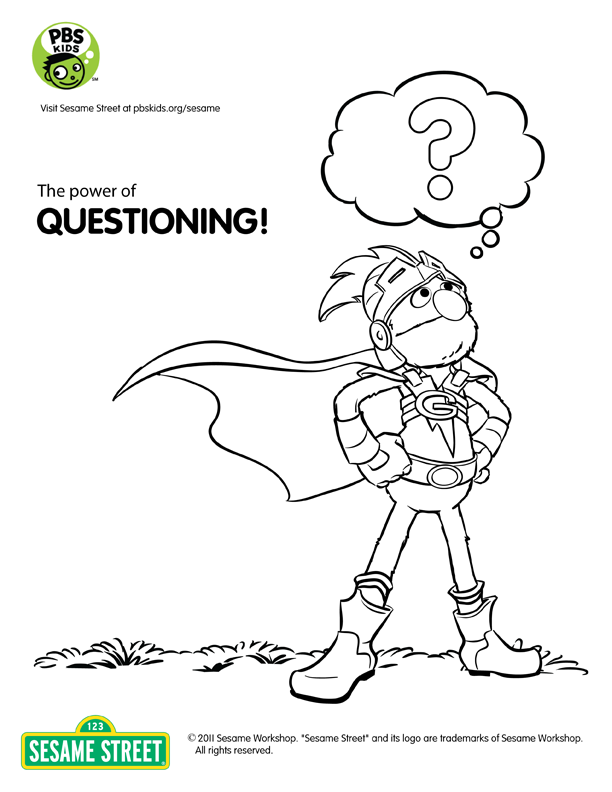 PBS
KIDS
SM
Visit Sesame Street at pbskids.org/sesame
?
The power of
QUESTIONING!
G
123
SESAME STREET
© 2011 Sesame Workshop. "Sesame Street" and its logo are trademarks of Sesame Workshop.
All rights reserved.